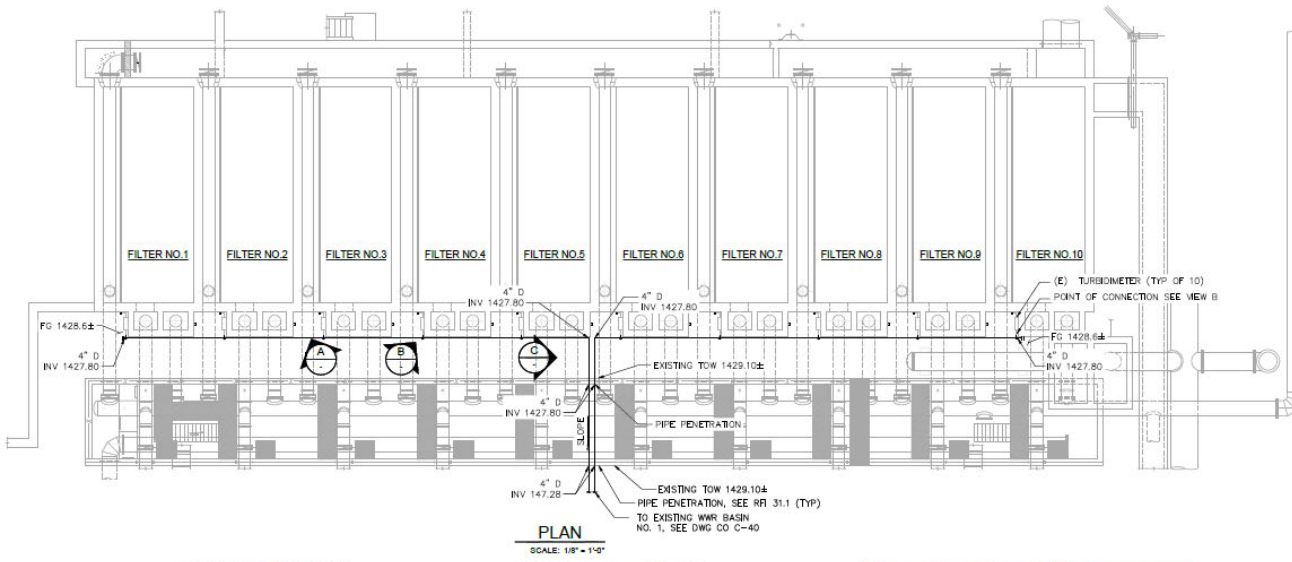 FILTER NO.1
FILTER NO.2
FILTER NO.3
FILTER NO.4
FILTER NO.5
FILTER NO.6
FILTER NO.7
FILTER NO.8
FILTER NO.9
FILTER NO.10
(E) TURBIDIMETER (TYP OF 10)
POINT OF CONNECTION SEE VIEW B
4" D
INV 1427.80
4" D
INV 1427.80
FG 1428.6±
FG 1428.6±
4" D
INV 1427.80
A
-
B
-
C
-
4" D
INV 1427.80
EXISTING TOW 1429.10±
4" D
INV 1427.80
PIPE PENETRATION
SLOPE
4" D
INV 147.28
EXISTING TOW 1429.10±
PIPE PENETRATION, SEE RFI 31.1 (TYP)
TO EXISTING WWR BASIN
NO. 1, SEE DWG CO C-40
PLAN
SCALE: 1/8" = 1'-0"